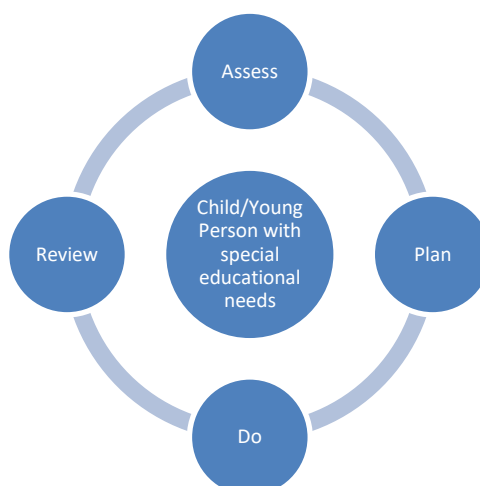 Assess
Child/Young
Person with
special
educational
needs
Review
Plan
Do